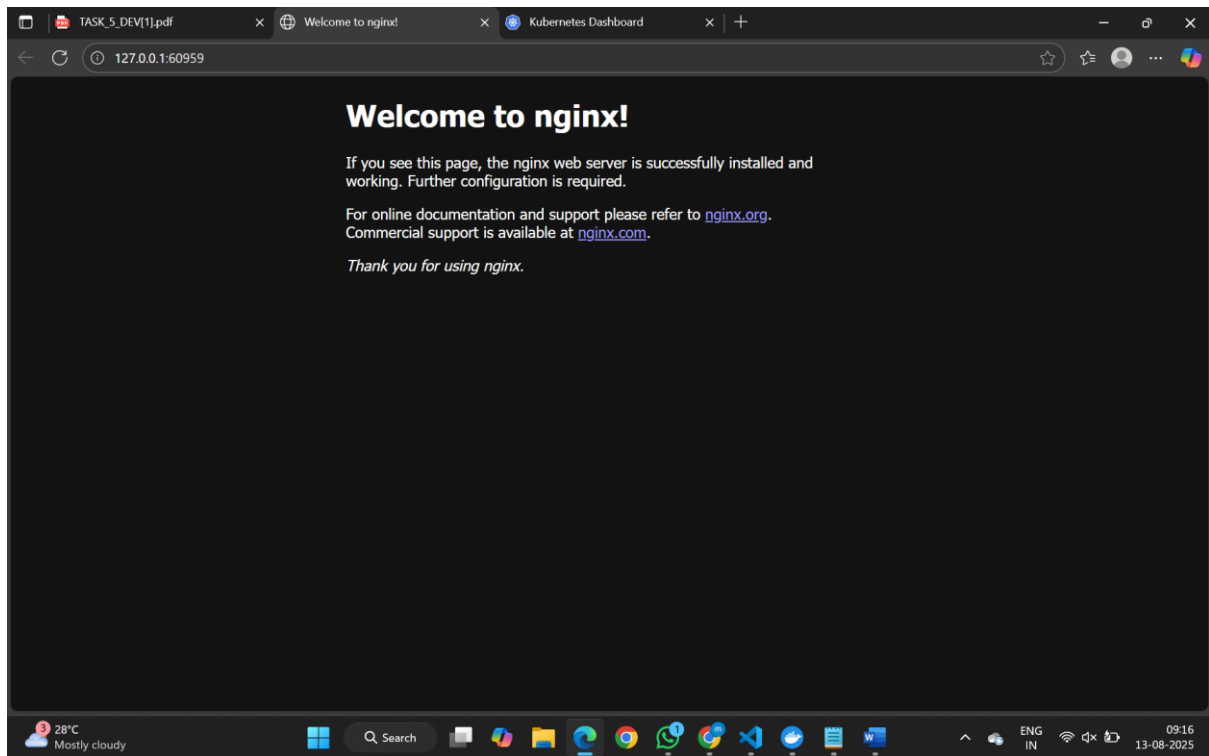 TASK_5_DEV[1].pdf
Welcome to nginx!
Kubernetes Dashboard
127.0.0.1:60959
Welcome to nginx!
If you see this page, the nginx web server is successfully installed and
working. Further configuration is required.
For online documentation and support please refer to nginx.org.
Commercial support is available at nginx.com.
Thank you for using nginx.
3
28°C
Mostly cloudy
Search
1
m
W
ENG
IN
09:16
13-08-2025